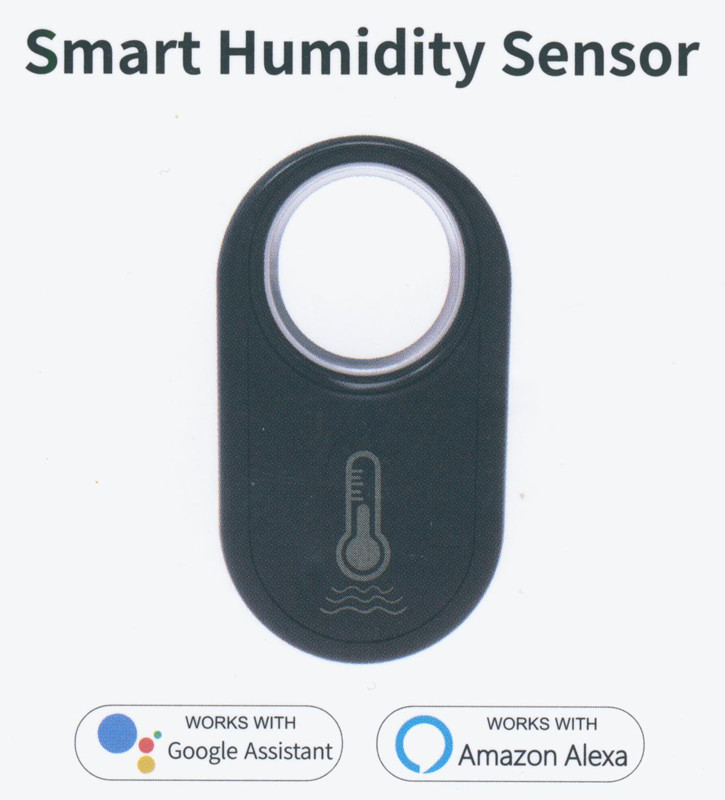 Smart Humidity Sensor
WORKS WITH
Google Assistant
WORKS WITH
Amazon Alexa